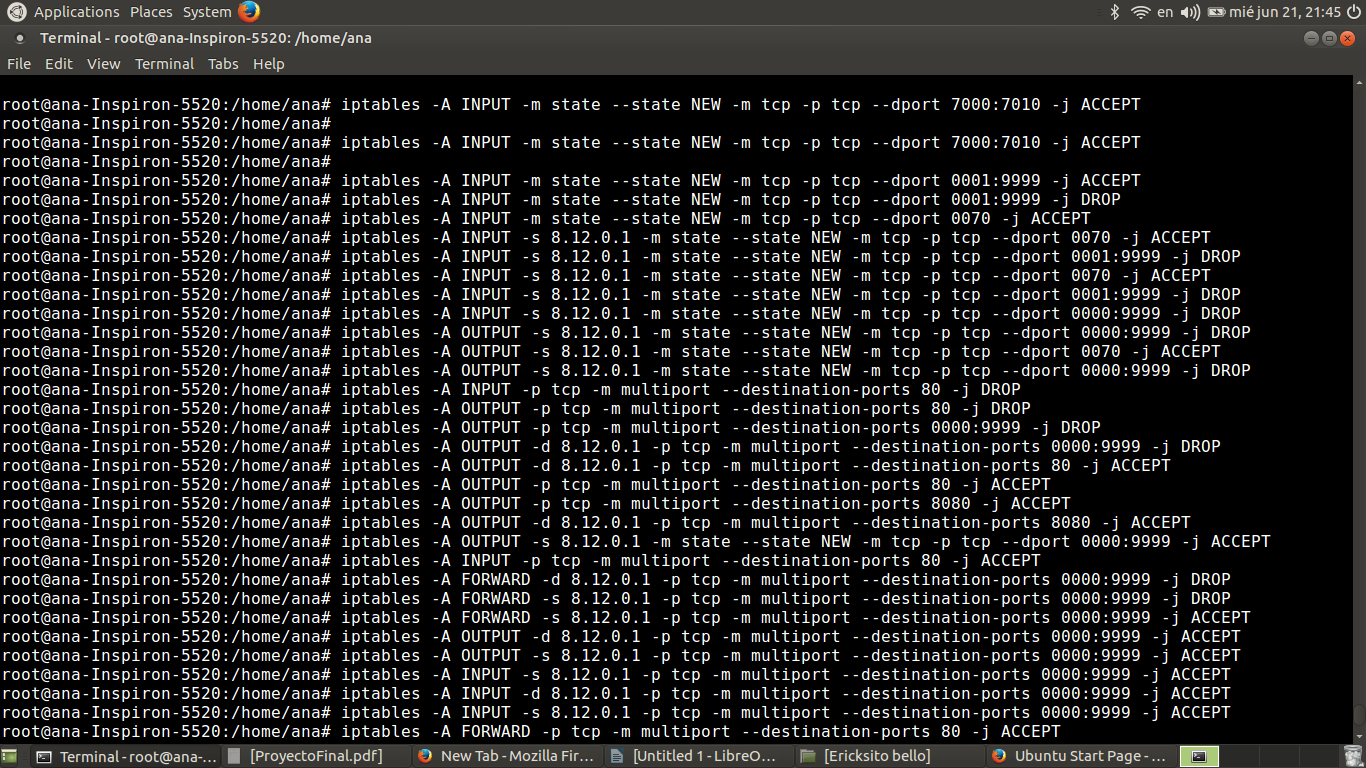 Applications Places System en mié jun 21, 21:45
Terminal - root@ana-Inspiron-5520: /home/ana
File Edit View Terminal Tabs Help
root@ana-Inspiron-5520:/home/ana# iptables -A INPUT -m state --state NEW -m tcp -p tcp --dport 7000:7010 -j ACCEPT
root@ana-Inspiron-5520:/home/ana#
root@ana-Inspiron-5520:/home/ana# iptables -A INPUT -m state --state NEW -m tcp -p tcp --dport 7000:7010 -j ACCEPT
root@ana-Inspiron-5520:/home/ana#
root@ana-Inspiron-5520:/home/ana# iptables -A INPUT -m state --state NEW -m tcp -p tcp --dport 0001:9999 -j ACCEPT
root@ana-Inspiron-5520:/home/ana# iptables -A INPUT -m state --state NEW -m tcp -p tcp --dport 0001:9999 -j DROP
root@ana-Inspiron-5520:/home/ana# iptables -A INPUT -m state --state NEW -m tcp -p tcp --dport 0070 -j ACCEPT
root@ana-Inspiron-5520:/home/ana# iptables -A INPUT -s 8.12.0.1 -m state --state NEW -m tcp -p tcp --dport 0070 -j ACCEPT
root@ana-Inspiron-5520:/home/ana# iptables -A INPUT -s 8.12.0.1 -m state --state NEW -m tcp -p tcp --dport 0001:9999 -j DROP
root@ana-Inspiron-5520:/home/ana# iptables -A INPUT -s 8.12.0.1 -m state --state NEW -m tcp -p tcp --dport 0070 -j ACCEPT
root@ana-Inspiron-5520:/home/ana# iptables -A INPUT -s 8.12.0.1 -m state --state NEW -m tcp -p tcp --dport 0001:9999 -j DROP
root@ana-Inspiron-5520:/home/ana# iptables -A INPUT -s 8.12.0.1 -m state --state NEW -m tcp -p tcp --dport 0000:9999 -j DROP
root@ana-Inspiron-5520:/home/ana# iptables -A OUTPUT -s 8.12.0.1 -m state --state NEW -m tcp -p tcp --dport 0000:9999 -j DROP
root@ana-Inspiron-5520:/home/ana# iptables -A OUTPUT -s 8.12.0.1 -m state --state NEW -m tcp -p tcp --dport 0070 -j ACCEPT
root@ana-Inspiron-5520:/home/ana# iptables -A OUTPUT -s 8.12.0.1 -m state --state NEW -m tcp -p tcp --dport 0000:9999 -j DROP
root@ana-Inspiron-5520:/home/ana# iptables -A INPUT -p tcp -m multiport --destination-ports 80 -j DROP
root@ana-Inspiron-5520:/home/ana# iptables -A OUTPUT -p tcp -m multiport --destination-ports 80 -j DROP
root@ana-Inspiron-5520:/home/ana# iptables -A OUTPUT -p tcp -m multiport --destination-ports 0000:9999 -j DROP
root@ana-Inspiron-5520:/home/ana# iptables -A OUTPUT -d 8.12.0.1 -p tcp -m multiport --destination-ports 0000:9999 -j DROP
root@ana-Inspiron-5520:/home/ana# iptables -A OUTPUT -d 8.12.0.1 -p tcp -m multiport --destination-ports 80 -j ACCEPT
root@ana-Inspiron-5520:/home/ana# iptables -A OUTPUT -p tcp -m multiport --destination-ports 80 -j ACCEPT
root@ana-Inspiron-5520:/home/ana# iptables -A OUTPUT -p tcp -m multiport --destination-ports 8080 -j ACCEPT
root@ana-Inspiron-5520:/home/ana# iptables -A OUTPUT -d 8.12.0.1 -p tcp -m multiport --destination-ports 8080 -j ACCEPT
root@ana-Inspiron-5520:/home/ana# iptables -A OUTPUT -s 8.12.0.1 -m state --state NEW -m tcp -p tcp --dport 0000:9999 -j ACCEPT
root@ana-Inspiron-5520:/home/ana# iptables -A INPUT -p tcp -m multiport --destination-ports 80 -j ACCEPT
root@ana-Inspiron-5520:/home/ana# iptables -A FORWARD -d 8.12.0.1 -p tcp -m multiport --destination-ports 0000:9999 -j DROP
root@ana-Inspiron-5520:/home/ana# iptables -A FORWARD -s 8.12.0.1 -p tcp -m multiport --destination-ports 0000:9999 -j DROP
root@ana-Inspiron-5520:/home/ana# iptables -A FORWARD -s 8.12.0.1 -p tcp -m multiport --destination-ports 0000:9999 -j ACCEPT
root@ana-Inspiron-5520:/home/ana# iptables -A OUTPUT -d 8.12.0.1 -p tcp -m multiport --destination-ports 0000:9999 -j ACCEPT
root@ana-Inspiron-5520:/home/ana# iptables -A OUTPUT -s 8.12.0.1 -p tcp -m multiport --destination-ports 0000:9999 -j ACCEPT
root@ana-Inspiron-5520:/home/ana# iptables -A INPUT -s 8.12.0.1 -p tcp -m multiport --destination-ports 0000:9999 -j ACCEPT
root@ana-Inspiron-5520:/home/ana# iptables -A INPUT -d 8.12.0.1 -p tcp -m multiport --destination-ports 0000:9999 -j ACCEPT
root@ana-Inspiron-5520:/home/ana# iptables -A INPUT -s 8.12.0.1 -p tcp -m multiport --destination-ports 0000:9999 -j ACCEPT
root@ana-Inspiron-5520:/home/ana# iptables -A FORWARD -p tcp -m multiport --destination-ports 80 -j ACCEPT
Terminal - root@ana-... [ProyectoFinal.pdf] New Tab - Mozilla Fir... [Untitled 1 - LibreO... [Ericksito bello] Ubuntu Start Page - ...